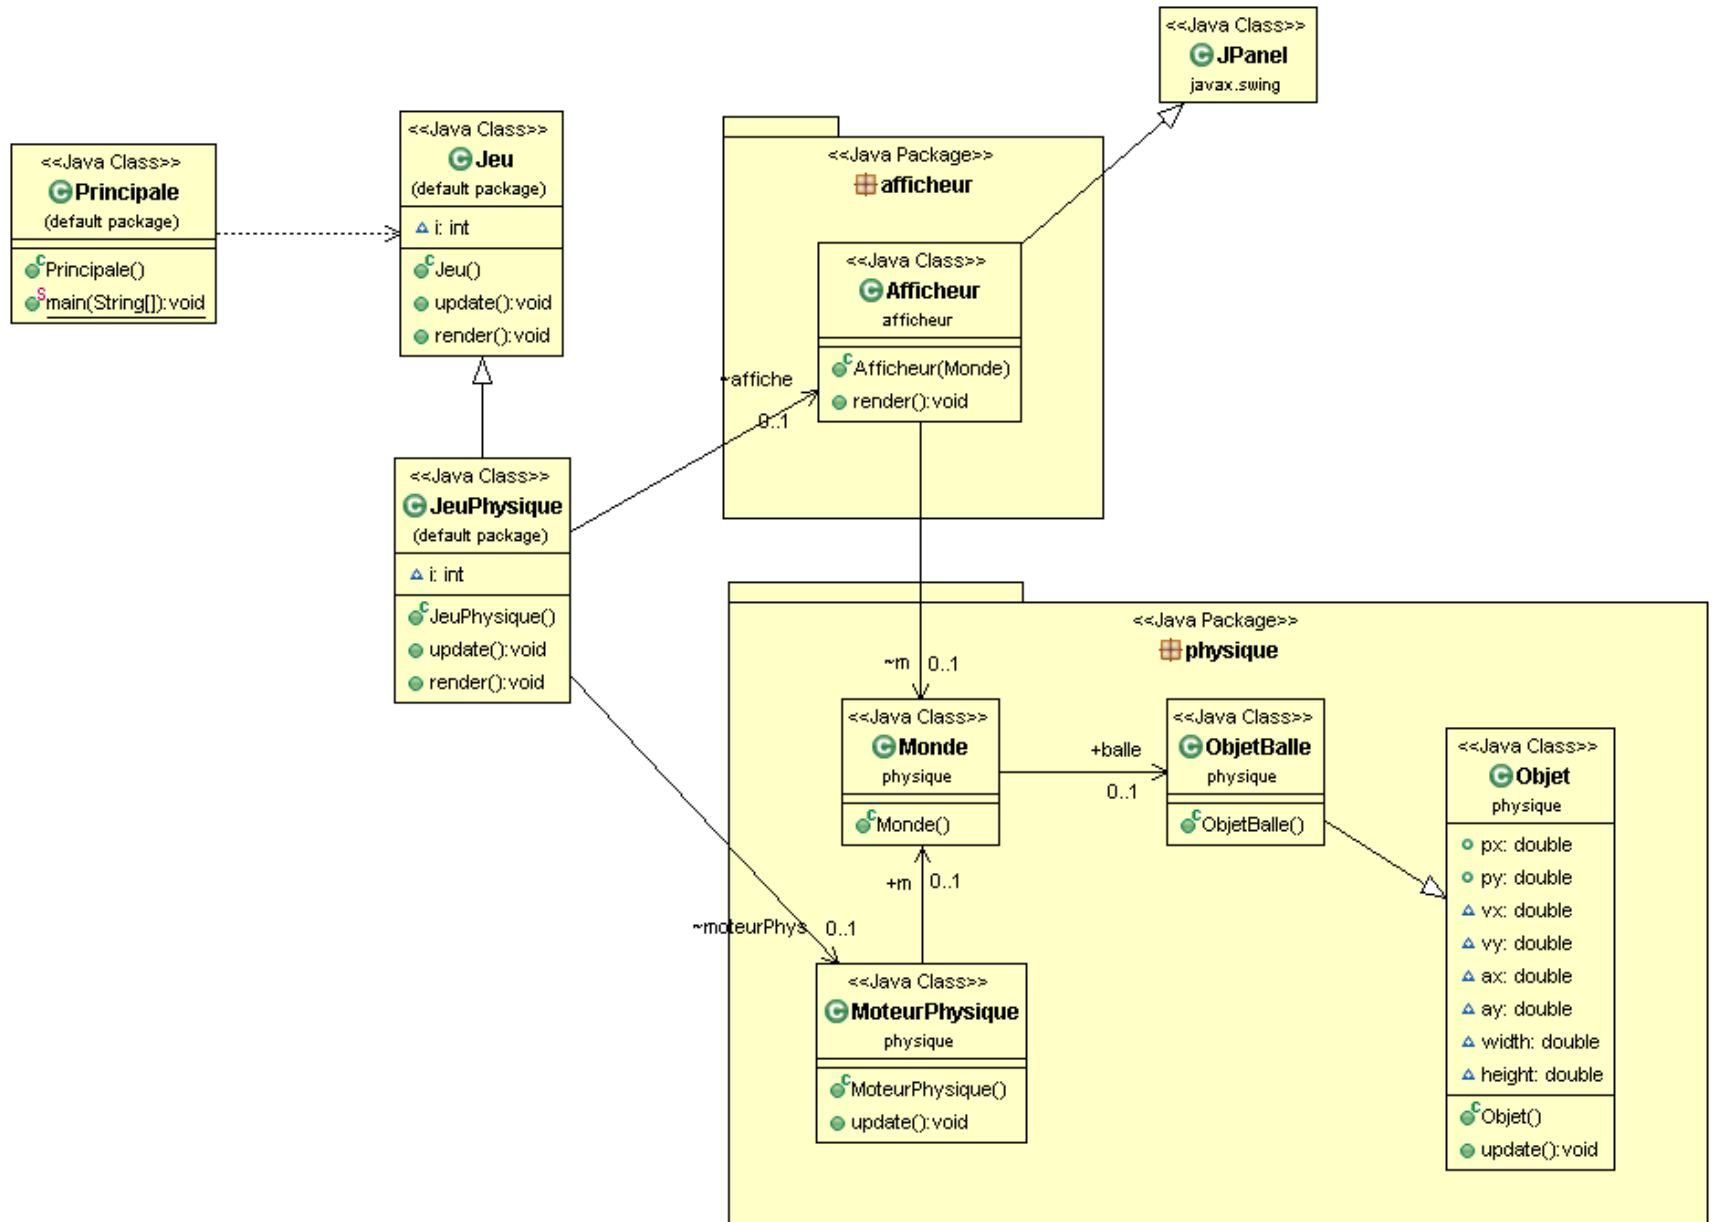 <<Java Class>>
JPanel
javax.swing
<<Java Class>>
Principale
(default package)
Principale()
main(String[]):void
<<Java Class>>
Jeu
(default package)
i: int
Jeu()
update():void
render():void
<<Java Package>>
afficheur
<<Java Class>>
Afficheur
afficheur
Afficheur(Monde)
render():void
~affiche
0..1
<<Java Class>>
JeuPhysique
(default package)
i: int
JeuPhysique()
update():void
render():void
<<Java Package>>
physique
~m 0..1
<<Java Class>>
Monde
physique
Monde()
+balle
0..1
<<Java Class>>
ObjetBalle
physique
ObjetBalle()
<<Java Class>>
Objet
physique
px: double
py: double
vx: double
vy: double
ax: double
ay: double
width: double
height: double
Objet()
update():void
+m 0..1
~moteurPhys 0..1
<<Java Class>>
MoteurPhysique
physique
MoteurPhysique()
update():void